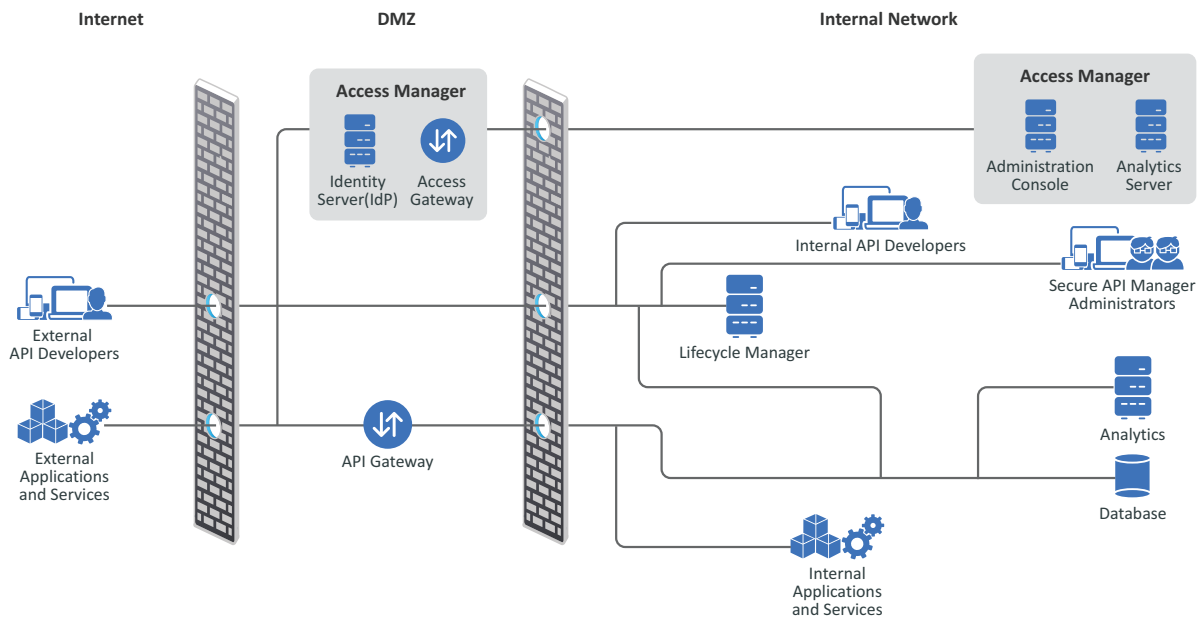 Internet
DMZ
Internal Network
Access Manager
Identity
Server(IdP)
Access
Gateway
Access Manager
Administration
Console
Analytics
Server
Internal API Developers
Secure API Manager
Administrators
External
API Developers
Lifecycle Manager
External
Applications
and Services
API Gateway
Analytics
Database
Internal
Applications
and Services